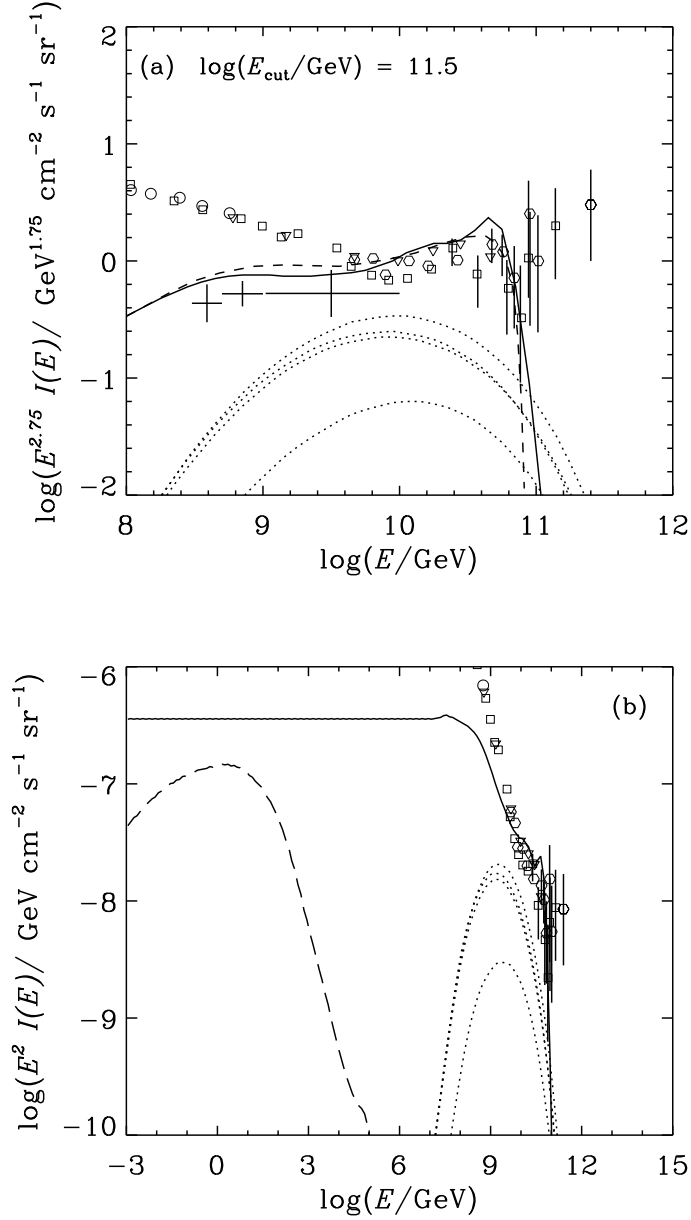 (a) log(E_cut/GeV) = 11.5
log(E^2.75 I(E)/ GeV^1.75 cm^−2 s^−1 sr^−1)
2
1
0
−1
−2
8 9 10 11 12
log(E/GeV)
(b)
log(E^2 I(E)/ GeV cm^−2 s^−1 sr^−1)
−6
−7
−8
−9
−10
−3 0 3 6 9 12 15
log(E/GeV)